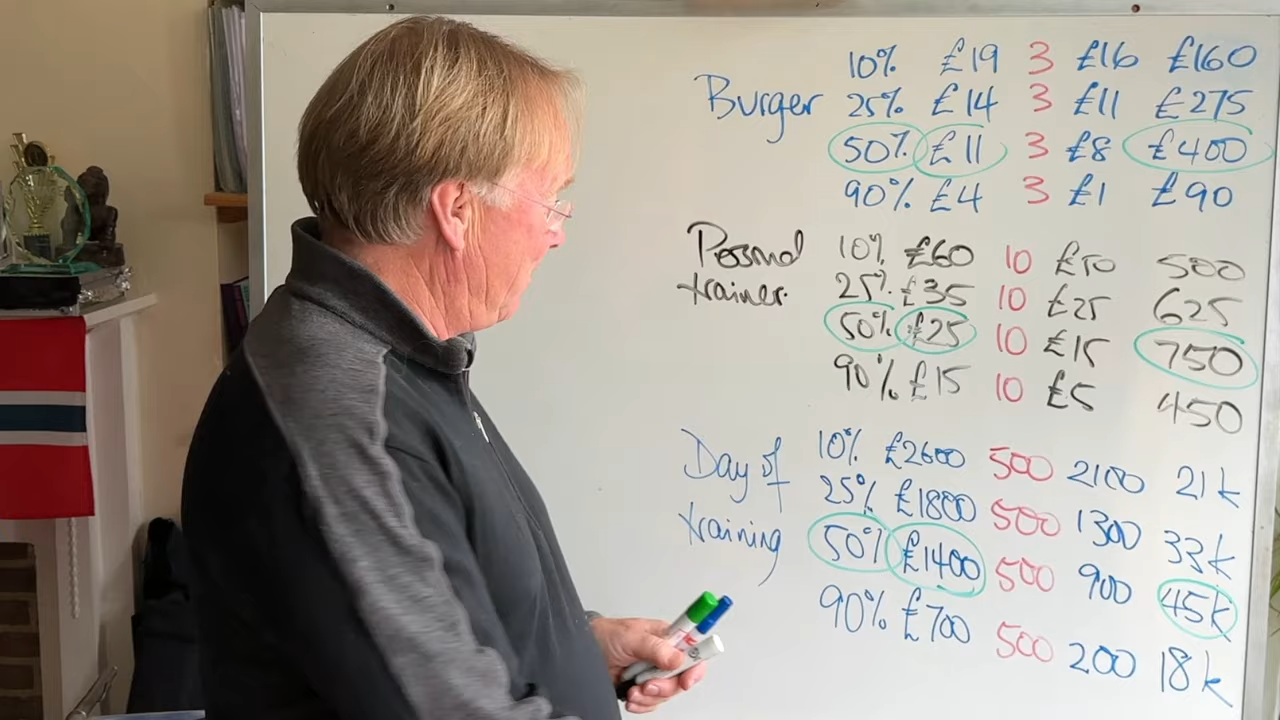 10% £19 3 £16 £160
Burger 25% £14 3 £11 £275
50% £11 3 £8 £400
90% £4 3 £1 £90
Personal 10% £60 10 £50 500
trainer. 25% £35 10 £25 625
50% £25 10 £15 750
90% £15 10 £5 450
Day of 10% £2600 500 2100 21k
25% £1800 500 1300 33k
training 50% £1400 500 900 45k
90% £700 500 200 18k